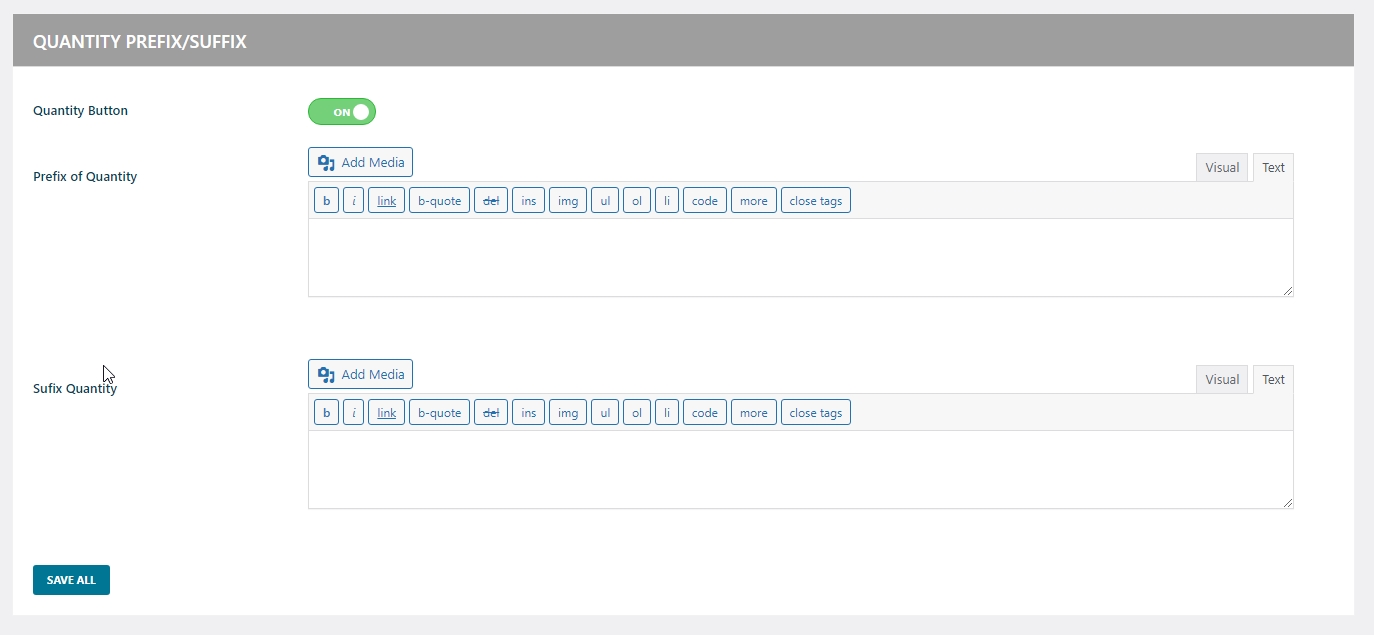 QUANTITY PREFIX/SUFFIX
Quantity Button
ON
Prefix of Quantity
Add Media
Visual Text
b i link b-quote del ins img ul ol li code more close tags
Sufix Quantity
Add Media
Visual Text
b i link b-quote del ins img ul ol li code more close tags
SAVE ALL